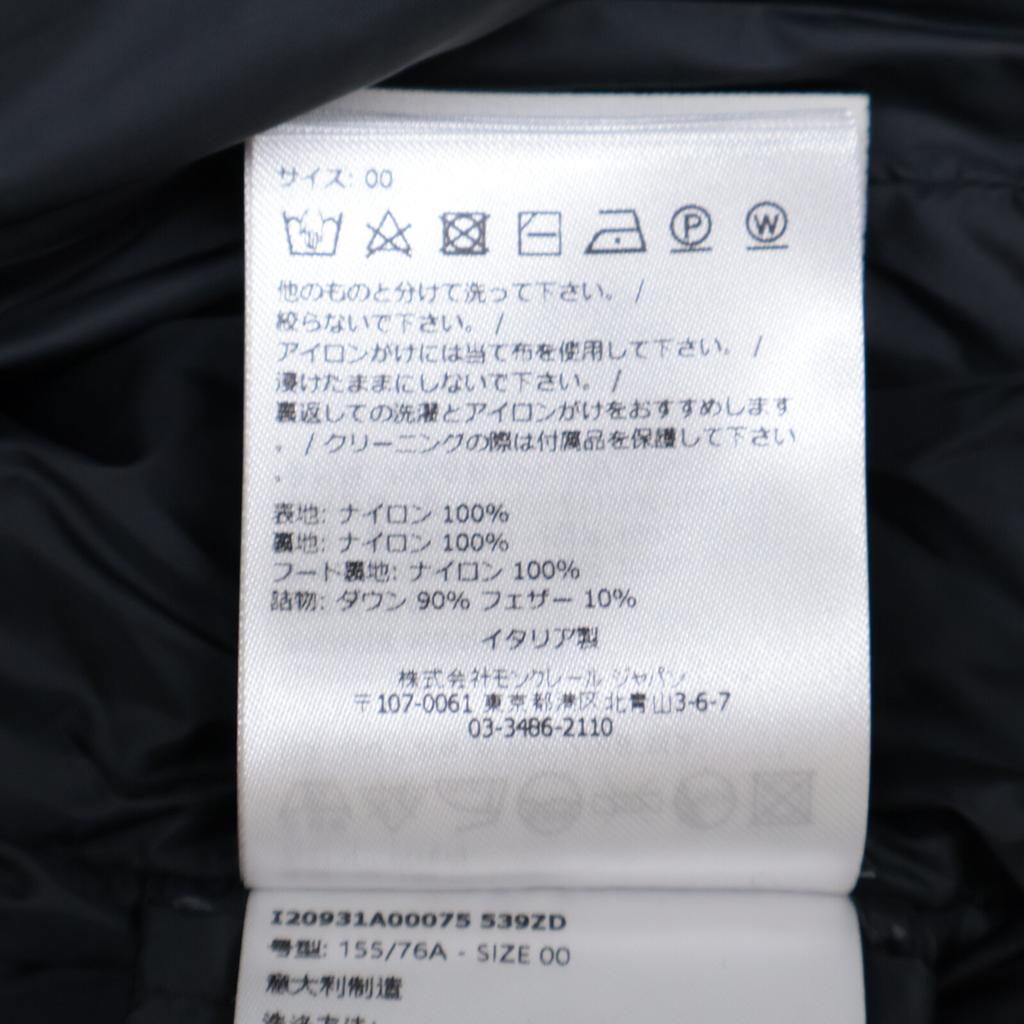 サイズ: 00
P W
他のものと分けて洗って下さい。 /
絞らないで下さい。 /
アイロンがけには当て布を使用して下さい。 /
浸けたままにしないで下さい。 /
裏返しての洗濯とアイロンがけをおすすめします
。 / クリーニングの際は付属品を保護して下さい
。
表地: ナイロン 100%
裏地: ナイロン 100%
フード裏地: ナイロン 100%
詰物: ダウン 90% フェザー 10%
イタリア製
株式会社モンクレール ジャパン
〒107-0061 東京都港区北青山3-6-7
03-3486-2110
I20931A00075 539ZD
号型: 155/76A - SIZE 00
意大利制造
洗涤方法: